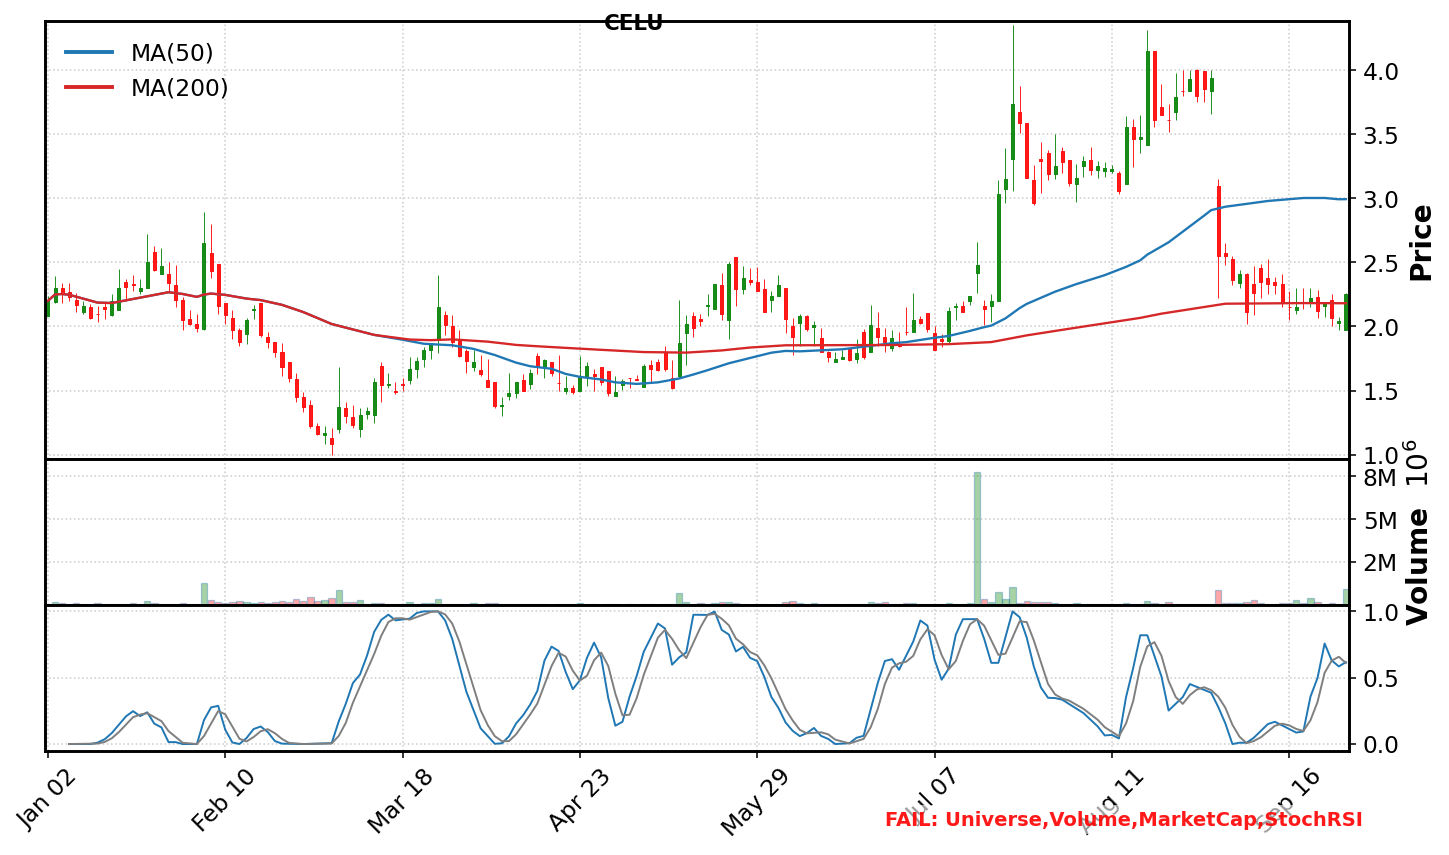 CELU
MA(50)
MA(200)
4.0
3.5
3.0
2.5
2.0
1.5
1.0
Price
10^6
8M
5M
2M
Volume
1.0
0.5
0.0
Jan 02
Feb 10
Mar 18
Apr 23
May 29
Jul 07
Aug 11
Sep 16
FAIL: Universe,Volume,MarketCap,StochRSI